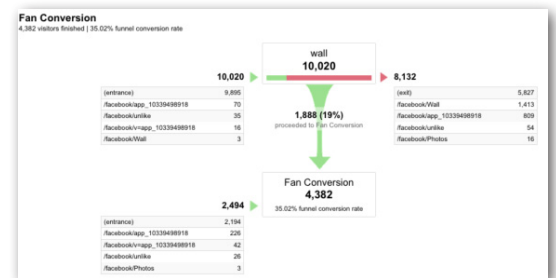 Fan Conversion
4,382 visitors finished | 35.02% funnel conversion rate
wall
10,020
10,020
8,132
(entrance) 9,895
/facebook/app_10339498918 70
/facebook/unlike 35
/facebook/v=app_10339498918 16
/facebook/Wall 3
(exit) 5,827
/facebook/Wall 1,413
/facebook/app_10339498918 809
/facebook/unlike 54
/facebook/Photos 16
1,888 (19%)
proceeded to Fan Conversion
Fan Conversion
4,382
35.02% funnel conversion rate
2,494
(entrance) 2,194
/facebook/app_10339498918 226
/facebook/v=app_10339498918 42
/facebook/unlike 26
/facebook/Photos 3